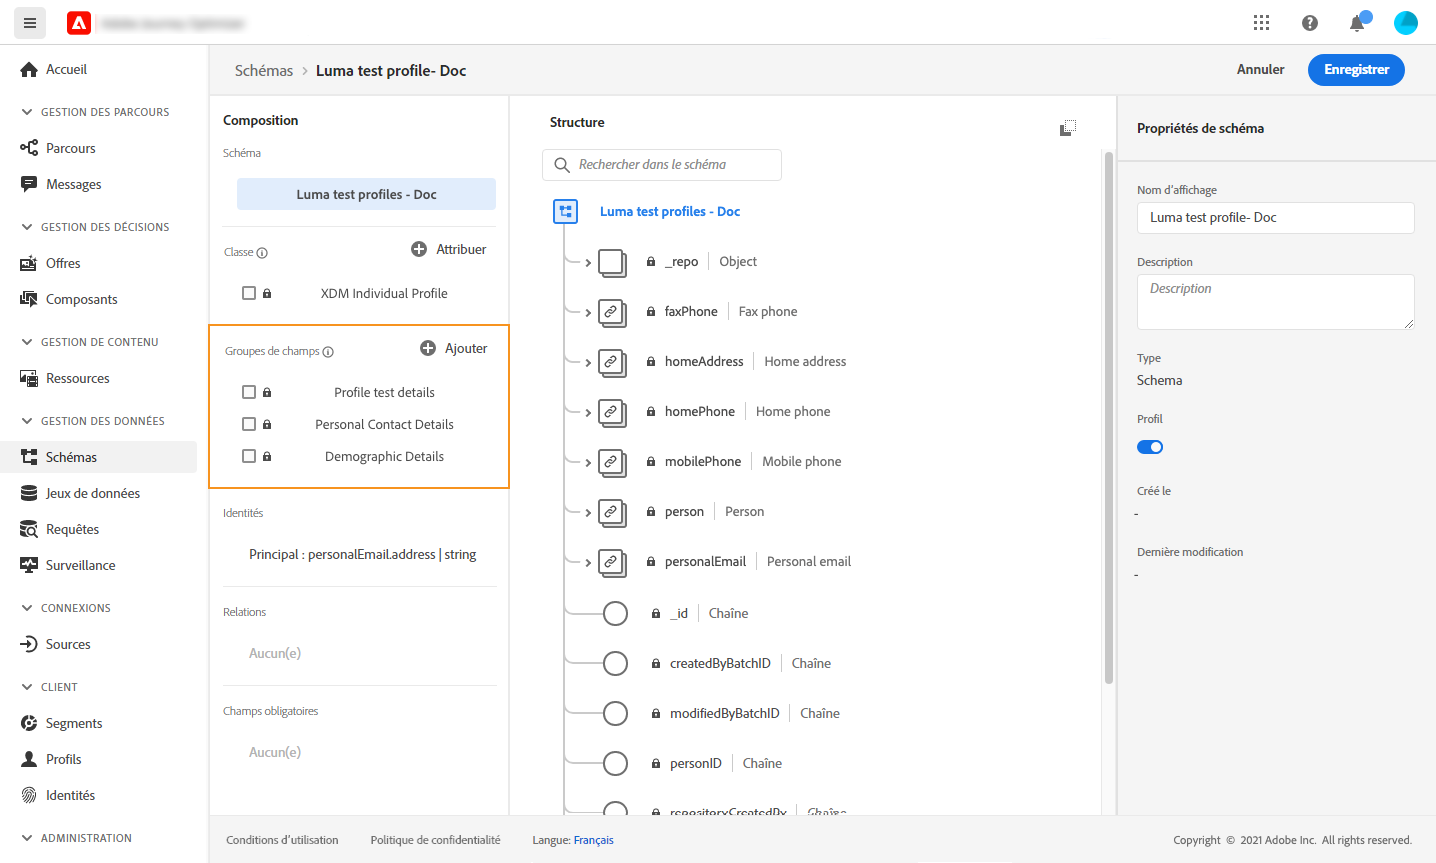 Schémas > Luma test profile- Doc
Annuler
Enregistrer
Accueil
GESTION DES PARCOURS
Parcours
Messages
GESTION DES DÉCISIONS
Offres
Composants
GESTION DE CONTENU
Ressources
GESTION DES DONNÉES
Schémas
Jeux de données
Requêtes
Surveillance
CONNEXIONS
Sources
CLIENT
Segments
Profils
Identités
ADMINISTRATION
Composition
Schéma
Luma test profiles - Doc
Classe
Attribuer
XDM Individual Profile
Groupes de champs
Ajouter
Profile test details
Personal Contact Details
Demographic Details
Identités
Principal : personalEmail.address | string
Relations
Aucun(e)
Champs obligatoires
Aucun(e)
Structure
Rechercher dans le schéma
Luma test profiles - Doc
_repo | Object
faxPhone | Fax phone
homeAddress | Home address
homePhone | Home phone
mobilePhone | Mobile phone
person | Person
personalEmail | Personal email
_id | Chaîne
createdByBatchID | Chaîne
modifiedByBatchID | Chaîne
personID | Chaîne
Chaîne
Propriétés de schéma
Nom d'affichage
Luma test profile- Doc
Description
Description
Type
Schema
Profil
Créé le
-
Dernière modification
-
Conditions d'utilisation
Politique de confidentialité
Langue: Français
Copyright © 2021 Adobe Inc. All rights reserved.